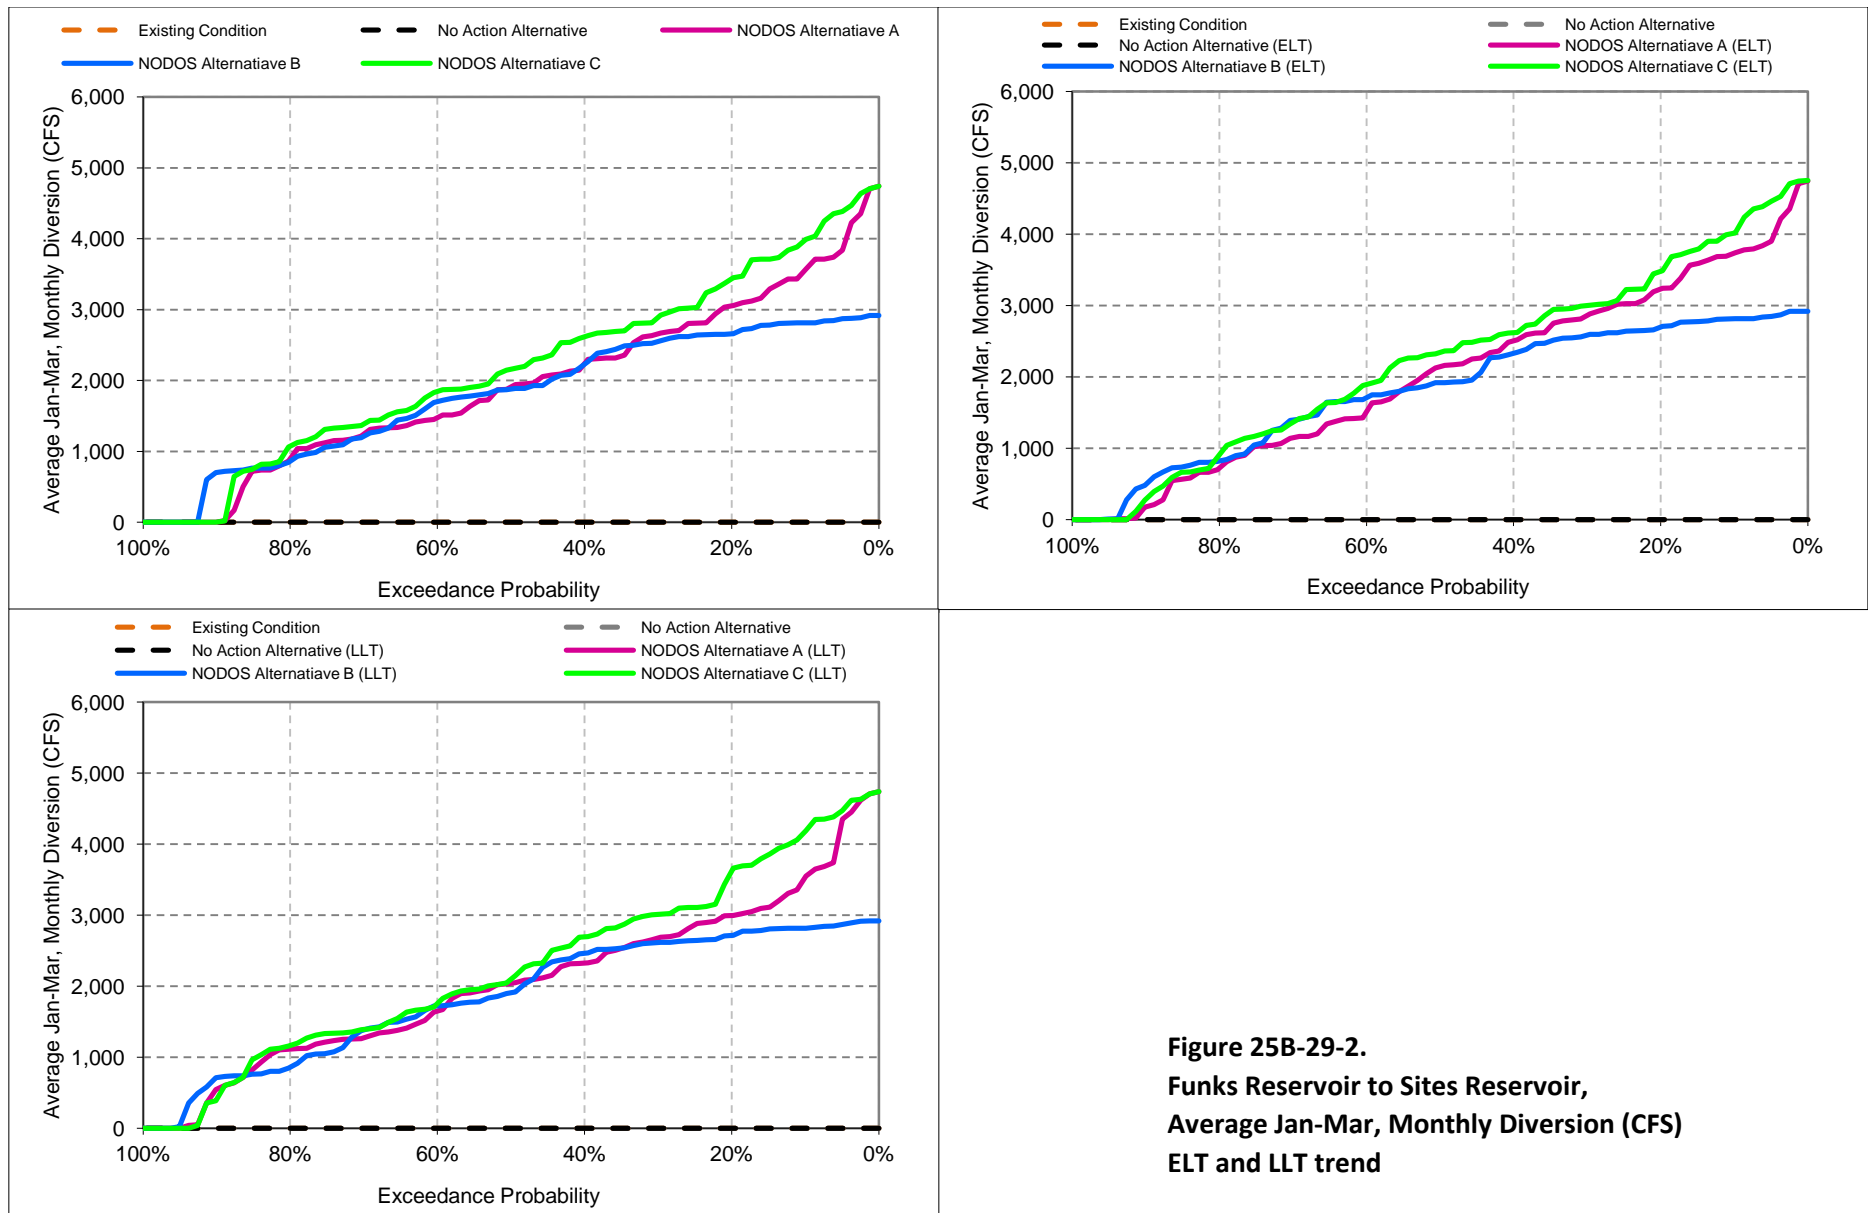 Existing Condition
No Action Alternative
NODOS Alternatiave A
NODOS Alternatiave B
NODOS Alternatiave C
Average Jan-Mar, Monthly Diversion (CFS)
6,000
5,000
4,000
3,000
2,000
1,000
0
100%
80%
60%
40%
20%
0%
Exceedance Probability
Existing Condition
No Action Alternative
No Action Alternative (ELT)
NODOS Alternatiave A (ELT)
NODOS Alternatiave B (ELT)
NODOS Alternatiave C (ELT)
Average Jan-Mar, Monthly Diversion (CFS)
6,000
5,000
4,000
3,000
2,000
1,000
0
100%
80%
60%
40%
20%
0%
Exceedance Probability
Existing Condition
No Action Alternative
No Action Alternative (LLT)
NODOS Alternatiave A (LLT)
NODOS Alternatiave B (LLT)
NODOS Alternatiave C (LLT)
Average Jan-Mar, Monthly Diversion (CFS)
6,000
5,000
4,000
3,000
2,000
1,000
0
100%
80%
60%
40%
20%
0%
Exceedance Probability
Figure 25B-29-2.
Funks Reservoir to Sites Reservoir,
Average Jan-Mar, Monthly Diversion (CFS)
ELT and LLT trend